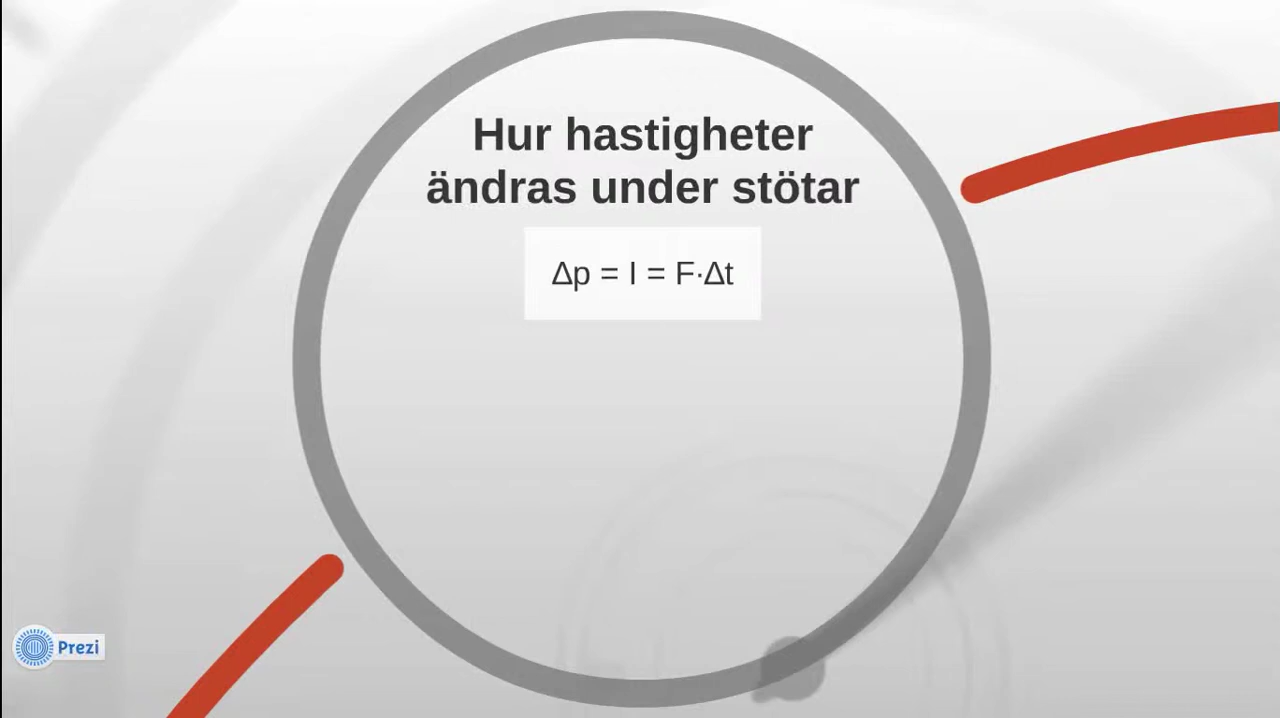 Hur hastigheter
ändras under stötar
Δp = I = F·Δt
Prezi